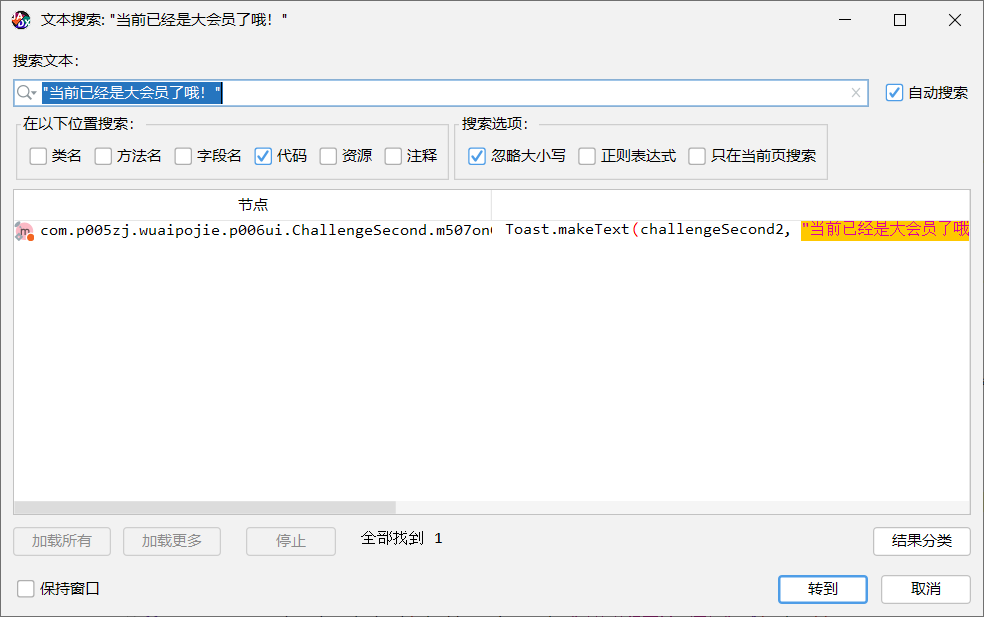 文本搜索: "当前已经是大会员了哦！"
搜索文本:
"当前已经是大会员了哦！"
自动搜索
在以下位置搜索:
类名 方法名 字段名 代码 资源 注释
搜索选项:
忽略大小写 正则表达式 只在当前页搜索
节点
com.p005zj.wuaipojie.p006ui.ChallengeSecond.m507on Toast.makeText(challengeSecond2, "当前已经是大会员了哦
加载所有 加载更多 停止 全部找到 1 结果分类
保持窗口 转到 取消